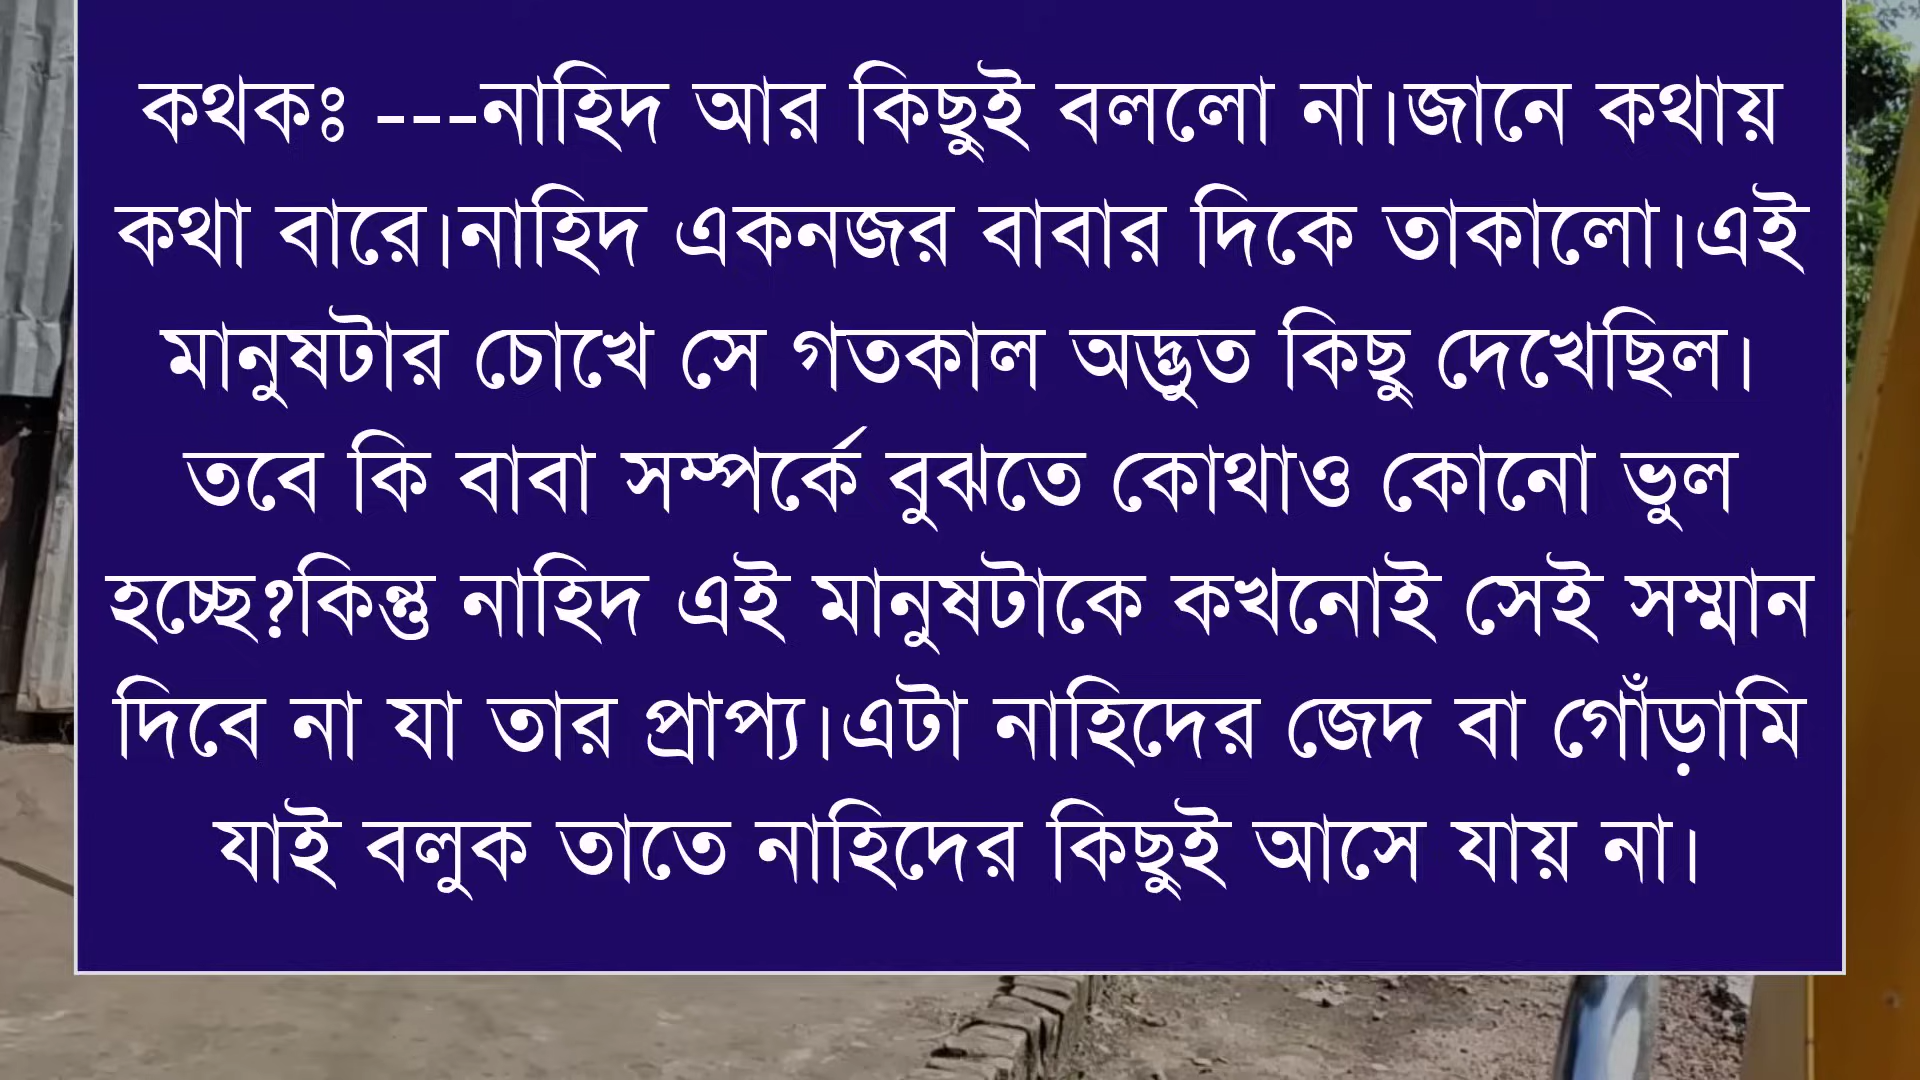 কথকঃ ---নাহিদ আর কিছুই বললো না।জানে কথায়
কথা বারে।নাহিদ একনজর বাবার দিকে তাকালো।এই
মানুষটার চোখে সে গতকাল অদ্ভুত কিছু দেখেছিল।
তবে কি বাবা সম্পর্কে বুঝতে কোথাও কোনো ভুল
হচ্ছে?কিন্তু নাহিদ এই মানুষটাকে কখনোই সেই সম্মান
দিবে না যা তার প্রাপ্য।এটা নাহিদের জেদ বা গোঁড়ামি
যাই বলুক তাতে নাহিদের কিছুই আসে যায় না।